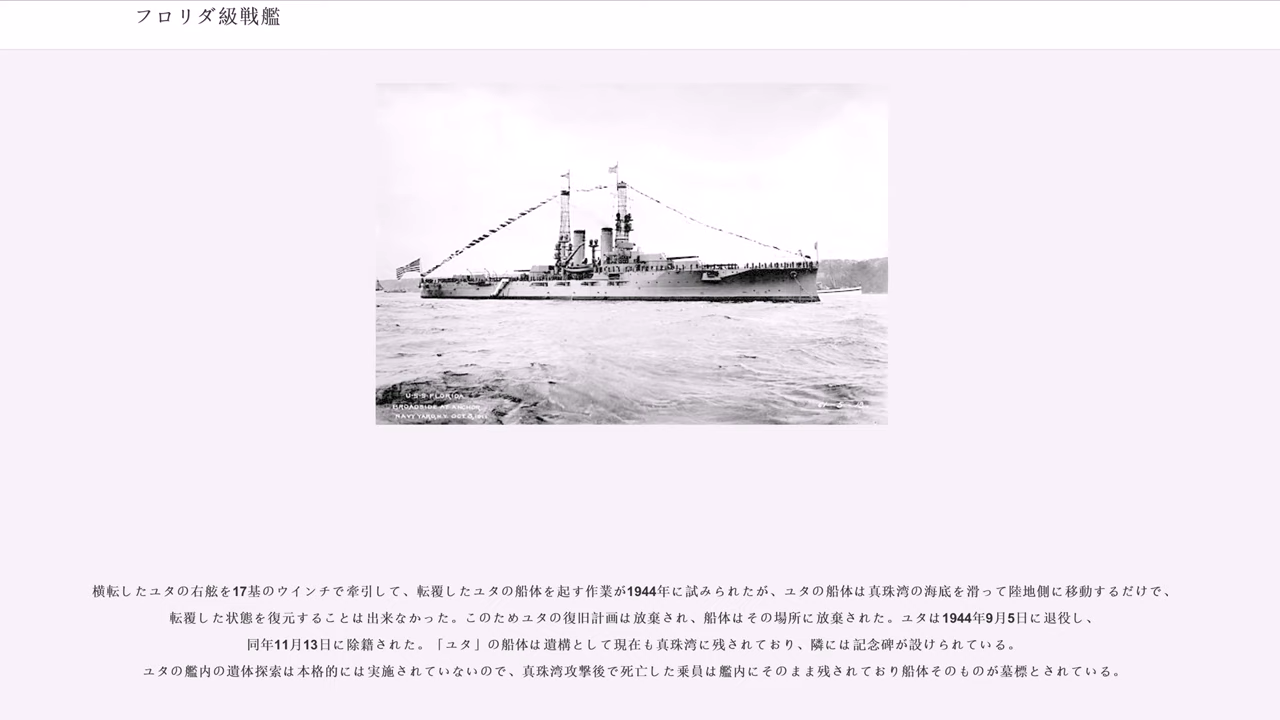 フロリダ級戦艦
U.S.S. FLORIDA
BROADSIDE AT ANCHOR
NAVY YARD N.Y. OCT 3, 1911
横転したユタの右舷を17基のウインチで牽引して、転覆したユタの船体を起す作業が1944年に試みられたが、ユタの船体は真珠湾の海底を滑って陸地側に移動するだけで、
転覆した状態を復元することは出来なかった。このためユタの復旧計画は放棄され、船体はその場所に放棄された。ユタは1944年9月5日に退役し、
同年11月13日に除籍された。「ユタ」の船体は遺構として現在も真珠湾に残されており、隣には記念碑が設けられている。
ユタの艦内の遺体探索は本格的には実施されていないので、真珠湾攻撃後で死亡した乗員は艦内にそのまま残されており船体そのものが墓標とされている。